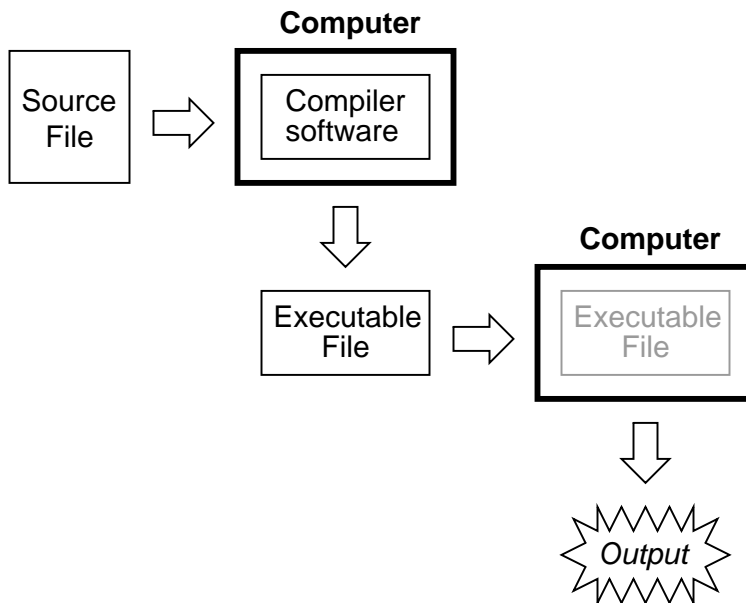 Computer
Source
File
Compiler
software
Computer
Executable
File
Executable
File
Output